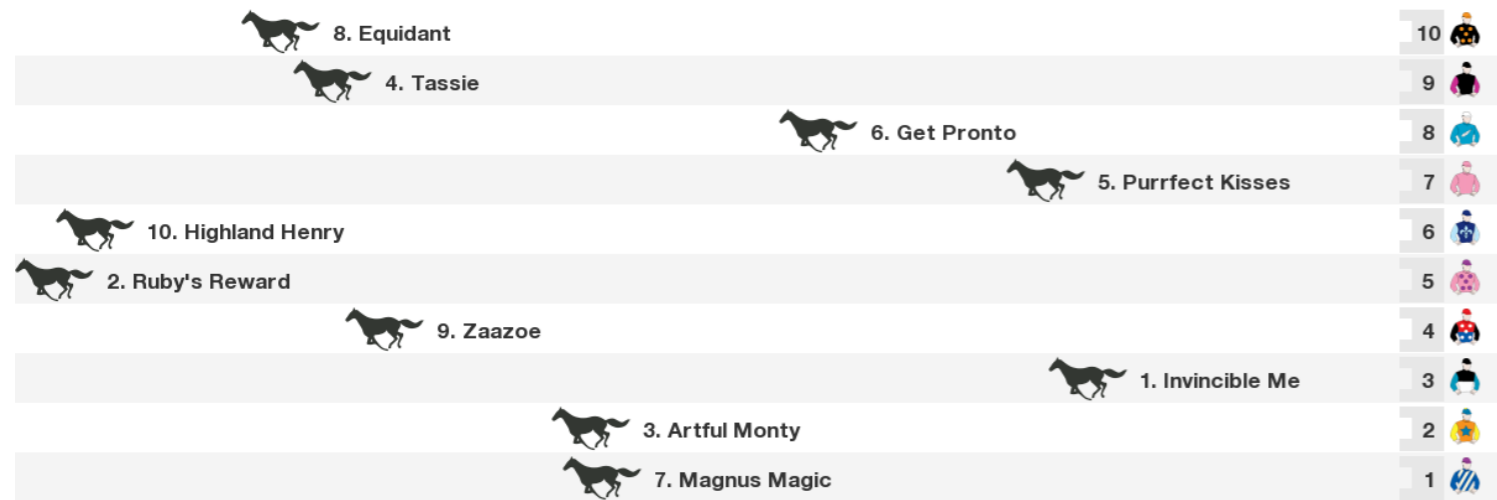 8. Equidant 10
4. Tassie 9
6. Get Pronto 8
5. Purrfect Kisses 7
10. Highland Henry 6
2. Ruby's Reward 5
9. Zaazoe 4
1. Invincible Me 3
3. Artful Monty 2
7. Magnus Magic 1